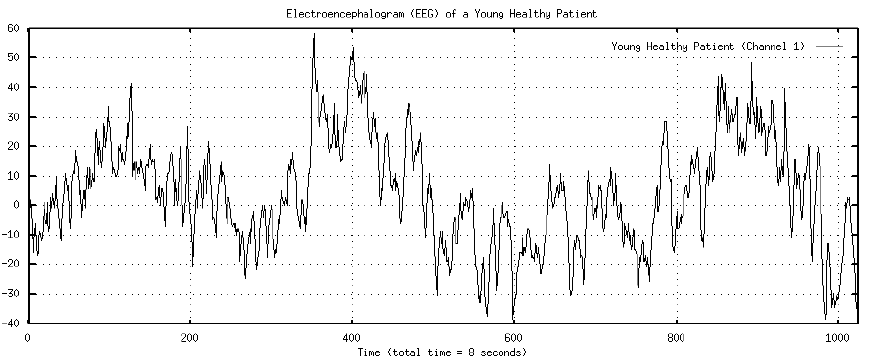 Electroencephalogram (EEG) of a Young Healthy Patient
60
Young Healthy Patient (Channel 1)
50
40
30
20
10
0
-10
-20
-30
-40
0 200 400 600 800 1000
Time (total time = 8 seconds)